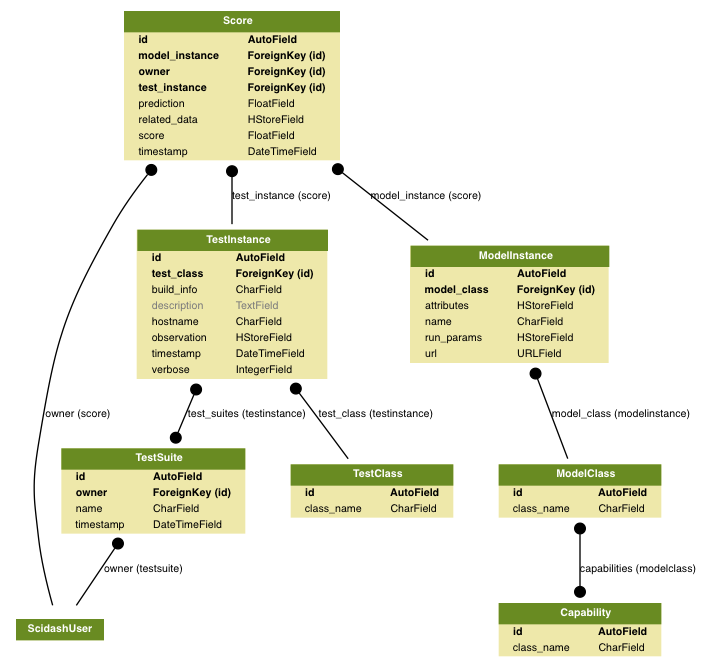 Score
id AutoField
model_instance ForeignKey (id)
owner ForeignKey (id)
test_instance ForeignKey (id)
prediction FloatField
related_data HStoreField
score FloatField
timestamp DateTimeField
test_instance (score)
model_instance (score)
TestInstance
id AutoField
test_class ForeignKey (id)
build_info CharField
description TextField
hostname CharField
observation HStoreField
timestamp DateTimeField
verbose IntegerField
ModelInstance
id AutoField
model_class ForeignKey (id)
attributes HStoreField
name CharField
run_params HStoreField
url URLField
owner (score)
test_suites (testinstance)
test_class (testinstance)
model_class (modelinstance)
TestSuite
id AutoField
owner ForeignKey (id)
name CharField
timestamp DateTimeField
TestClass
id AutoField
class_name CharField
ModelClass
id AutoField
class_name CharField
owner (testsuite)
capabilities (modelclass)
ScidashUser
Capability
id AutoField
class_name CharField